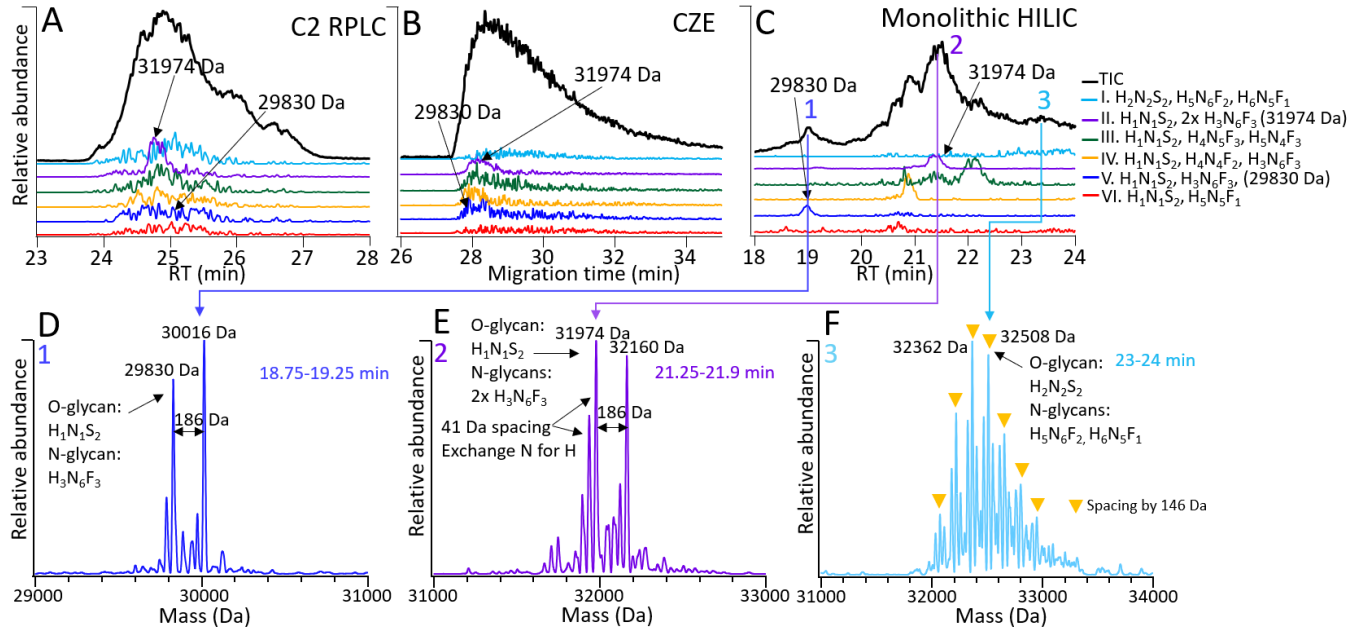 A
C2 RPLC
Relative abundance
31974 Da
29830 Da
23 24 25 26 27 28
RT (min)
B
CZE
31974 Da
29830 Da
26 28 30 32 34
Migration time (min)
C
Monolithic HILIC
2
31974 Da
29830 Da
1
3
18 19 20 21 22 23 24
RT (min)
TIC
I. H₂N₂S₂, H₅N₆F₂, H₆N₅F₁
II. H₁N₁S₂, 2x H₃N₆F₃ (31974 Da)
III. H₁N₁S₂, H₄N₅F₃, H₅N₄F₃
IV. H₁N₁S₂, H₄N₄F₂, H₃N₆F₃
V. H₁N₁S₂, H₃N₆F₃, (29830 Da)
VI. H₁N₁S₂, H₅N₅F₁
D
1
Relative abundance
30016 Da
29830 Da
18.75-19.25 min
186 Da
O-glycan:
H₁N₁S₂
N-glycan:
H₃N₆F₃
29000 30000 31000
Mass (Da)
E
2
Relative abundance
O-glycan:
H₁N₁S₂
N-glycans:
2x H₃N₆F₃
31974 Da
32160 Da
21.25-21.9 min
186 Da
41 Da spacing
Exchange N for H
31000 32000 33000
Mass (Da)
F
3
Relative abundance
32362 Da
32508 Da
23-24 min
O-glycan:
H₂N₂S₂
N-glycans:
H₅N₆F₂, H₆N₅F₁
Spacing by 146 Da
31000 32000 33000 34000
Mass (Da)